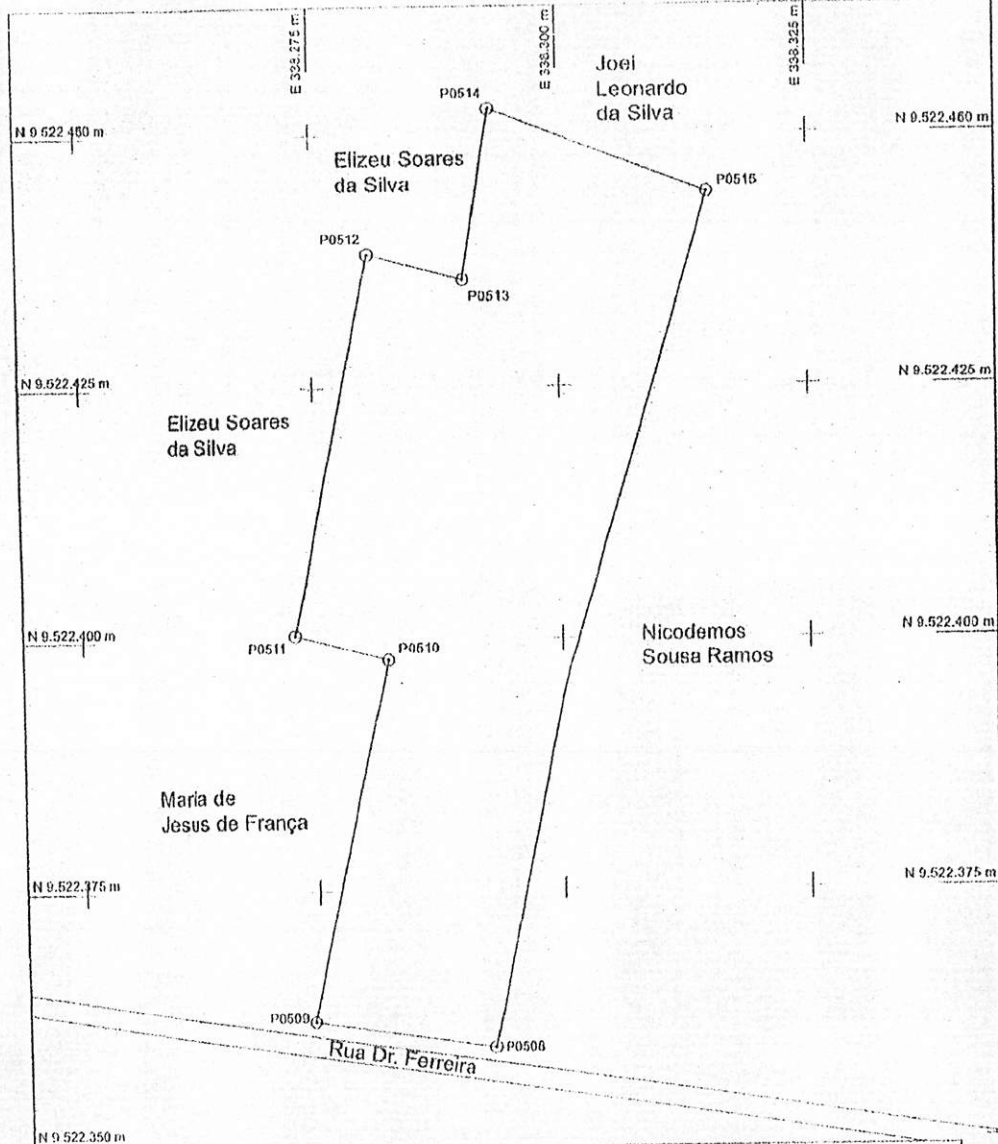 E 338.275 m
E 338.300 m
E 338.325 m
Joel
Leonardo
da Silva
P0514
N 9.522.450 m
N 9.522.450 m
Elizeu Soares
da Silva
P0515
P0512
P0513
N 9.522.425 m
N 9.522.425 m
Elizeu Soares
da Silva
N 9.522.400 m
N 9.522.400 m
P0511
P0510
Nicodemos
Sousa Ramos
Maria de
Jesus de França
N 9.522.375 m
N 9.522.375 m
P0509
P0508
Rua Dr. Ferreira
N 9.522.350 m